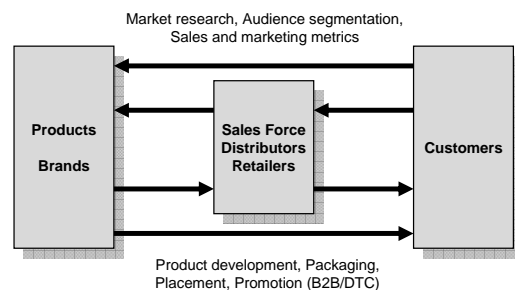 Market research, Audience segmentation,
Sales and marketing metrics
Products
Brands
Sales Force
Distributors
Retailers
Customers
Product development, Packaging,
Placement, Promotion (B2B/DTC)